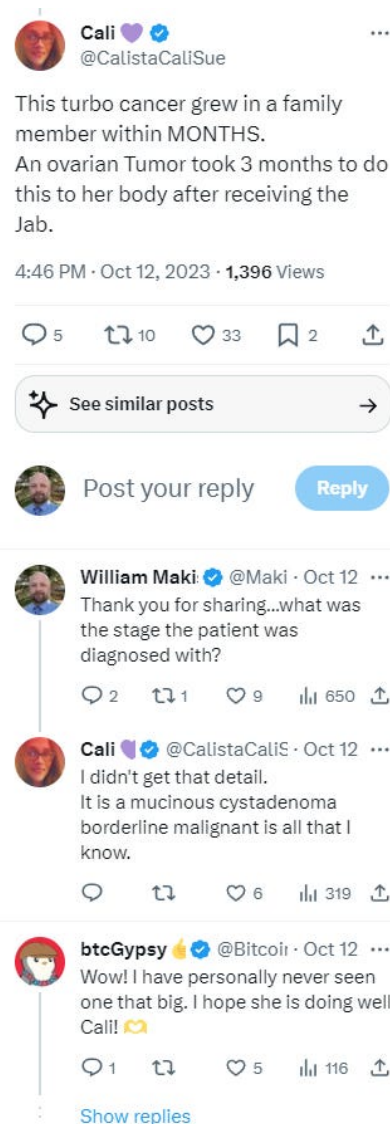 Cali
@CalistaCaliSue
This turbo cancer grew in a family
member within MONTHS.
An ovarian Tumor took 3 months to do
this to her body after receiving the
Jab.
4:46 PM · Oct 12, 2023 · 1,396 Views
5 10 33 2
See similar posts
Post your reply Reply
William Maki @Maki · Oct 12
Thank you for sharing...what was
the stage the patient was
diagnosed with?
2 1 9 650
Cali @CalistaCaliS · Oct 12
I didn't get that detail.
It is a mucinous cystadenoma
borderline malignant is all that I
know.
6 319
btcGypsy @Bitcoi · Oct 12
Wow! I have personally never seen
one that big. I hope she is doing well
Cali!
1 5 116
Show replies